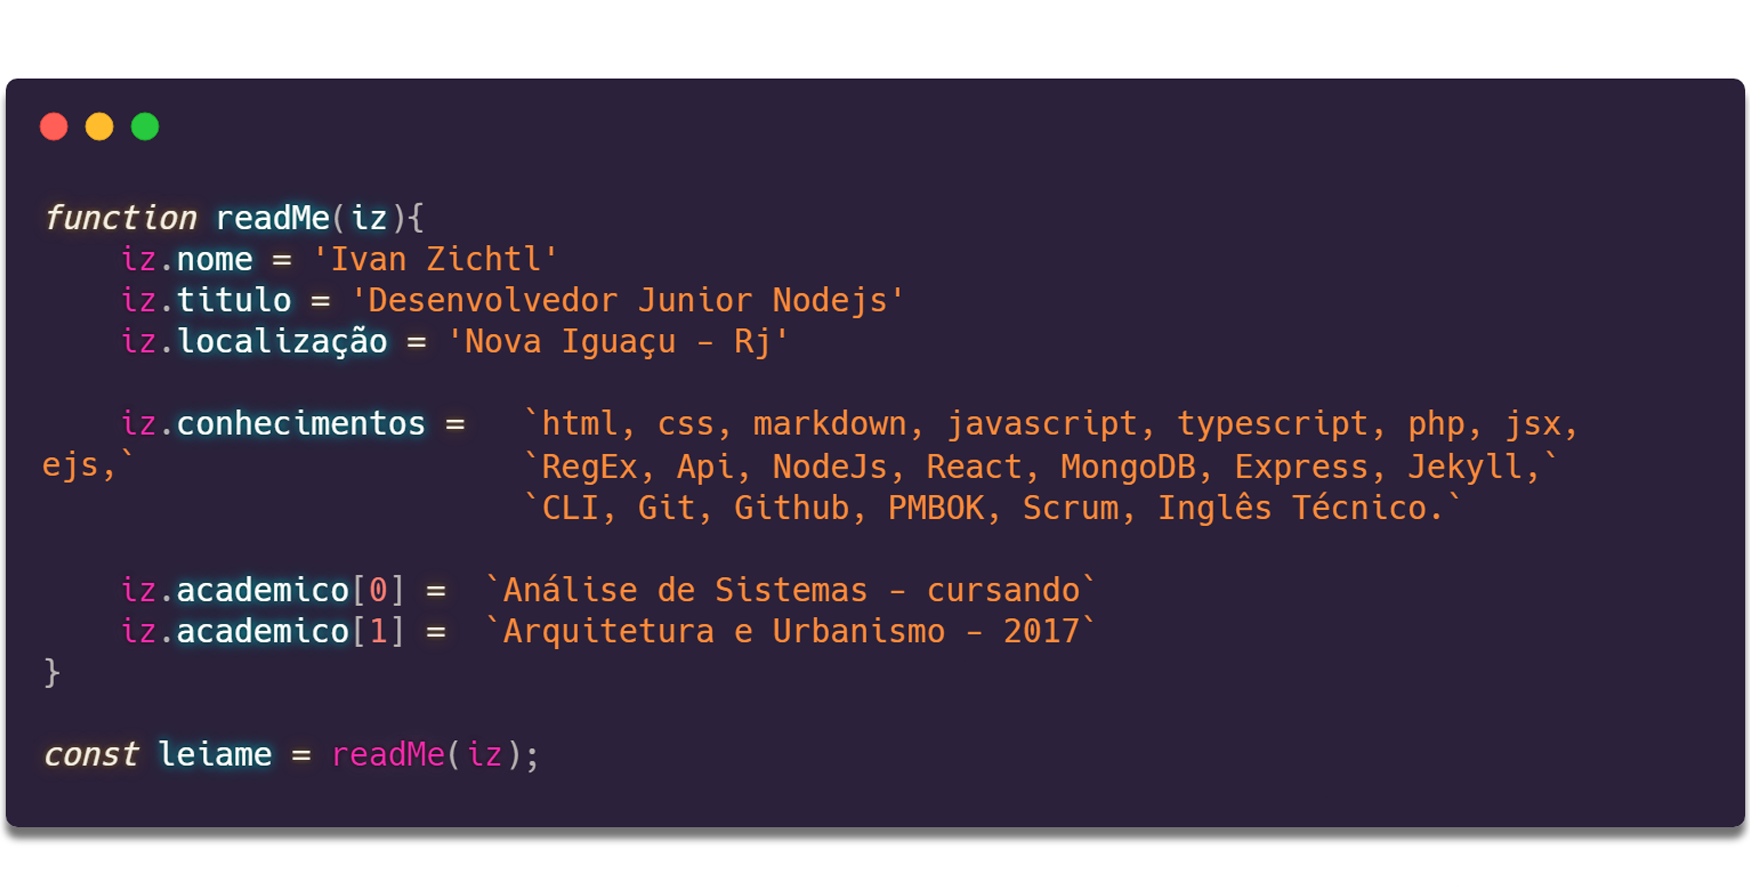 function readMe(iz){
    iz.nome = 'Ivan Zichtl'
    iz.titulo = 'Desenvolvedor Junior Nodejs'
    iz.localização = 'Nova Iguaçu - Rj'

    iz.conhecimentos =   `html, css, markdown, javascript, typescript, php, jsx,
ejs,`                    `RegEx, Api, NodeJs, React, MongoDB, Express, Jekyll,`
                         `CLI, Git, Github, PMBOK, Scrum, Inglês Técnico.`

    iz.academico[0] =  `Análise de Sistemas - cursando`
    iz.academico[1] =  `Arquitetura e Urbanismo - 2017`
}

const leiame = readMe(iz);